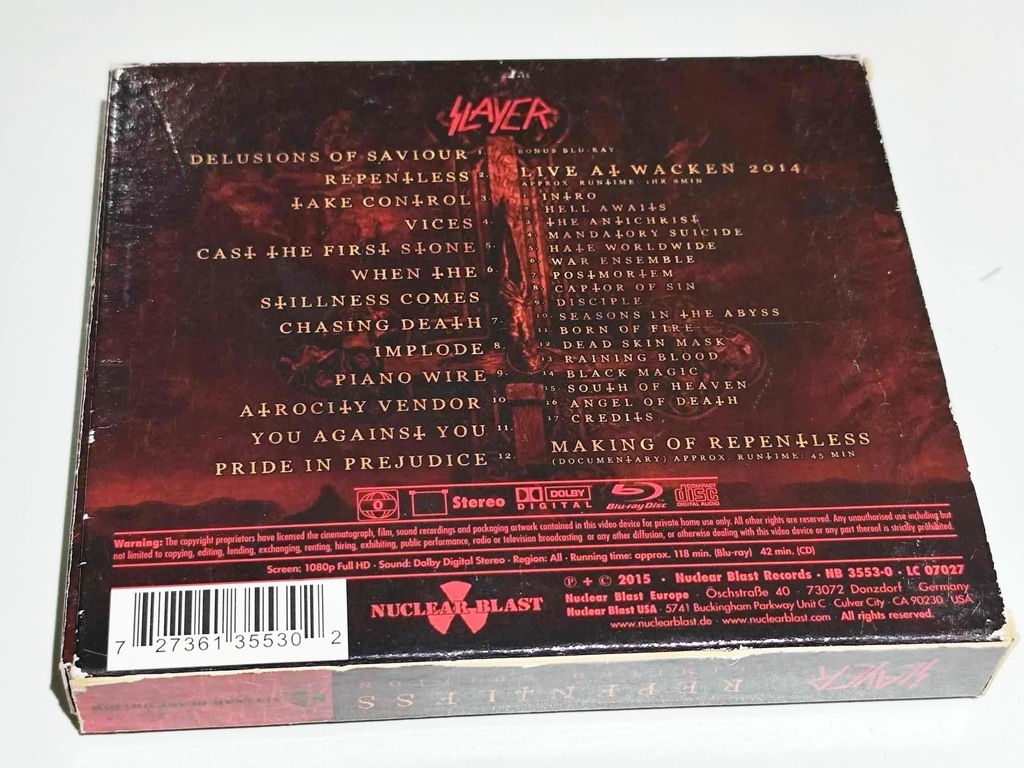 SLAYER
DELUSIONS OF SAVIOUR 1.
REPENTLESS 2.
TAKE CONTROL 3.
VICES 4.
CAST THE FIRST STONE 5.
WHEN THE 6.
STILLNESS COMES
CHASING DEATH 7.
IMPLODE 8.
PIANO WIRE 9.
ATROCITY VENDOR 10.
YOU AGAINST YOU 11.
PRIDE IN PREJUDICE 12.
BONUS BLU-RAY
LIVE AT WACKEN 2014
APPROX. RUNTIME: 1HR 9MIN
1. INTRO
2. HELL AWAITS
3. THE ANTICHRIST
4. MANDATORY SUICIDE
5. HATE WORLDWIDE
6. WAR ENSEMBLE
7. POSTMORTEM
8. CAPTOR OF SIN
9. DISCIPLE
10. SEASONS IN THE ABYSS
11. BORN OF FIRE
12. DEAD SKIN MASK
13. RAINING BLOOD
14. BLACK MAGIC
15. SOUTH OF HEAVEN
16. ANGEL OF DEATH
17. CREDITS
MAKING OF REPENTLESS
(DOCUMENTARY) APPROX. RUNTIME: 45 MIN
0 Stereo DOLBY DIGITAL Blu-ray Disc COMPACT disc DIGITAL AUDIO
Warning: The copyright proprietors have licensed the cinematograph, film, sound recordings and packaging artwork contained in this video device for private home use only. All other rights are reserved. Any unauthorised use including but
not limited to copying, editing, lending, exchanging, renting, hiring, exhibiting, public performance, radio or television broadcasting or any other diffusion, or otherwise dealing with this video device or any part thereof is strictly prohibited.
Screen: 1080p Full HD · Sound: Dolby Digital Stereo · Region: All · Running time: approx. 118 min. (Blu-ray) 42 min. (CD)
7 27361 35530 2
NUCLEAR BLAST
℗ + © 2015 · Nuclear Blast Records · NB 3553-0 · LC 07027
Nuclear Blast Europe · Öschstraße 40 · 73072 Donzdorf · Germany
Nuclear Blast USA · 5741 Buckingham Parkway Unit C · Culver City · CA 90230 · USA
www.nuclearblast.de · www.nuclearblast.com · All rights reserved.
SLAYER
REPENTLESS